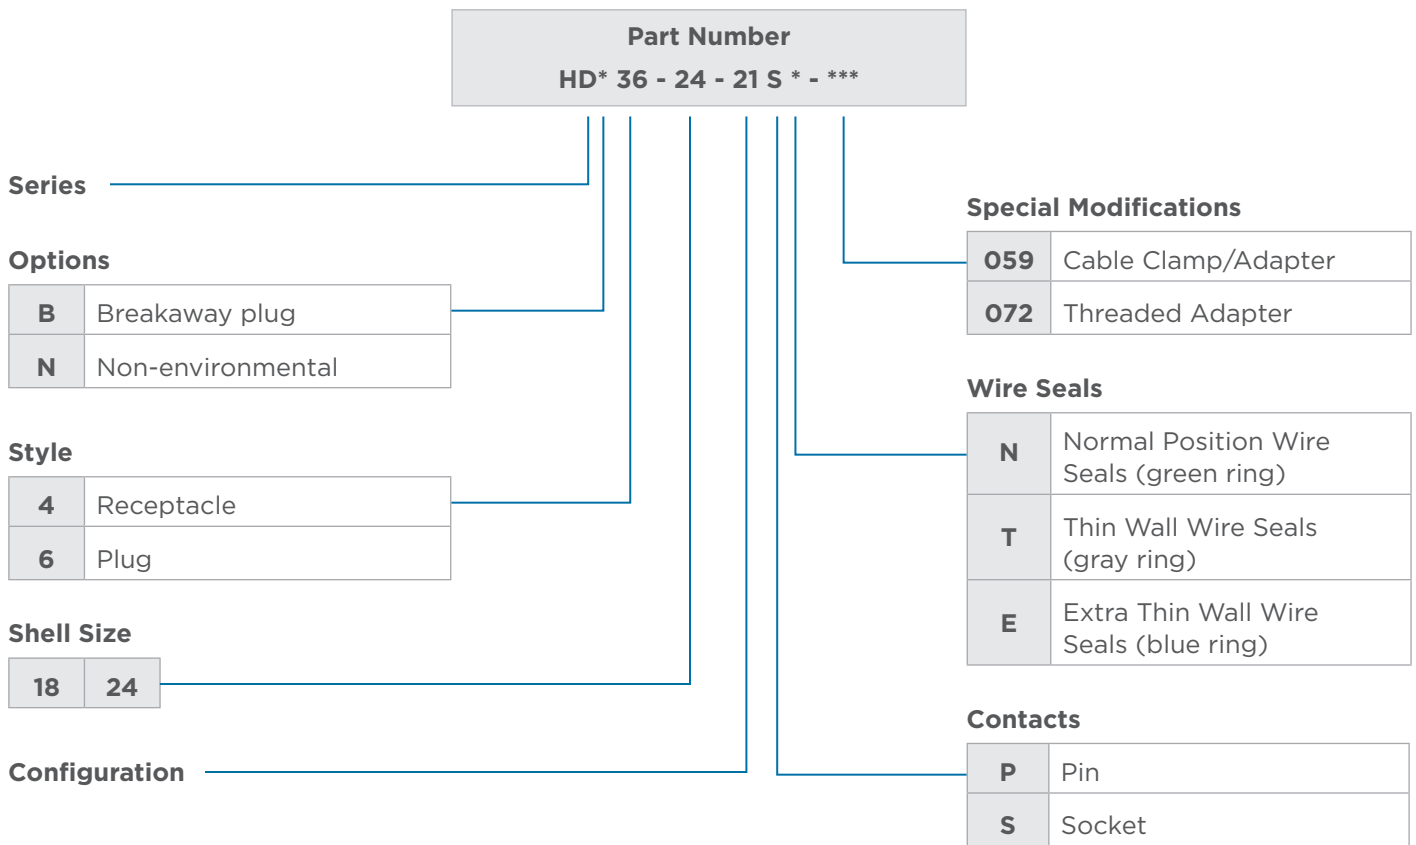 Part Number
HD* 36 - 24 - 21 S * - ***
Series
Options
B Breakaway plug
N Non-environmental
Style
4 Receptacle
6 Plug
Shell Size
18 24
Configuration
Special Modifications
059 Cable Clamp/Adapter
072 Threaded Adapter
Wire Seals
N Normal Position Wire
Seals (green ring)
T Thin Wall Wire Seals
(gray ring)
E Extra Thin Wall Wire
Seals (blue ring)
Contacts
P Pin
S Socket